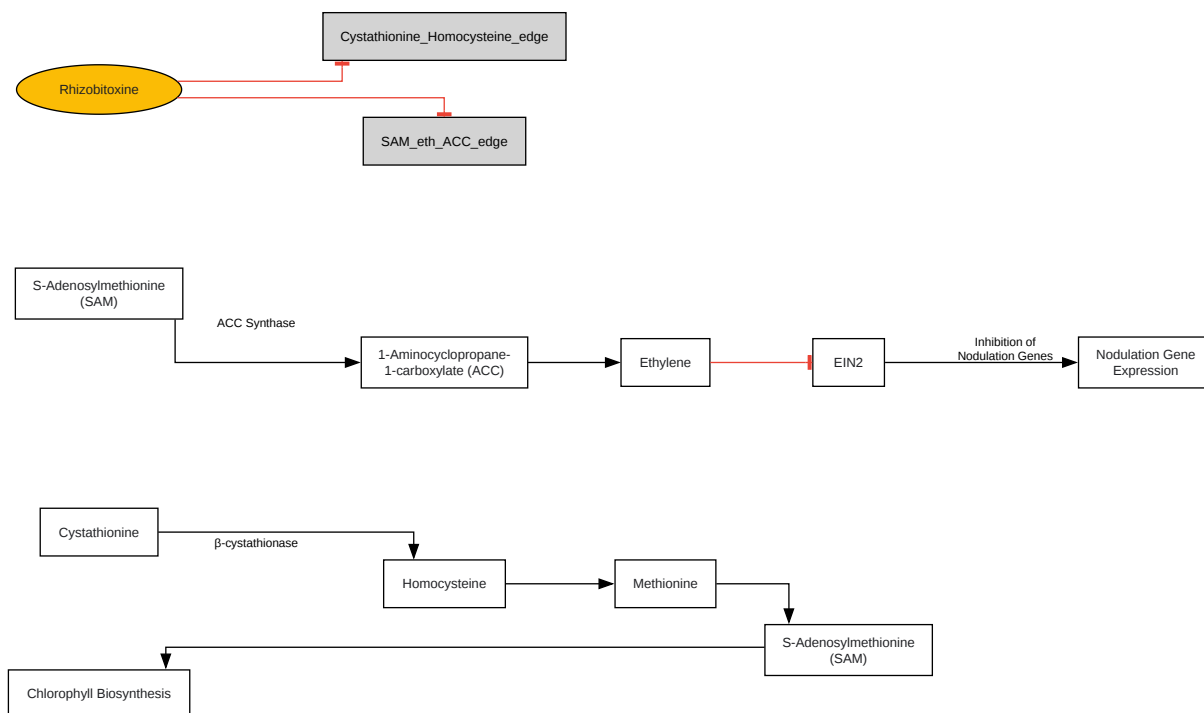 Cystathionine_Homocysteine_edge
Rhizobitoxine
SAM_eth_ACC_edge
S-Adenosylmethionine
(SAM)
ACC Synthase
1-Aminocyclopropane-
1-carboxylate (ACC)
Ethylene
EIN2
Inhibition of
Nodulation Genes
Nodulation Gene
Expression
Cystathionine
β-cystathionase
Homocysteine
Methionine
S-Adenosylmethionine
(SAM)
Chlorophyll Biosynthesis